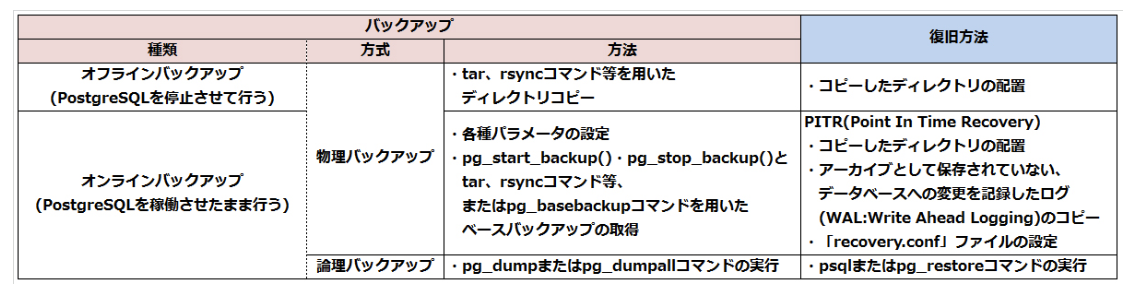 バックアップ
復旧方法
種類
方式
方法
オフラインバックアップ
(PostgreSQLを停止させて行う)
物理バックアップ
・tar、rsyncコマンド等を用いた
ディレクトリコピー
・コピーしたディレクトリの配置
オンラインバックアップ
(PostgreSQLを稼働させたまま行う)
・各種パラメータの設定
・pg_start_backup()・pg_stop_backup()と
tar、rsyncコマンド等、
またはpg_basebackupコマンドを用いた
ベースバックアップの取得
PITR(Point In Time Recovery)
・コピーしたディレクトリの配置
・アーカイブとして保存されていない、
データベースへの変更を記録したログ
(WAL:Write Ahead Logging)のコピー
・「recovery.conf」ファイルの設定
論理バックアップ
・pg_dumpまたはpg_dumpallコマンドの実行
・psqlまたはpg_restoreコマンドの実行